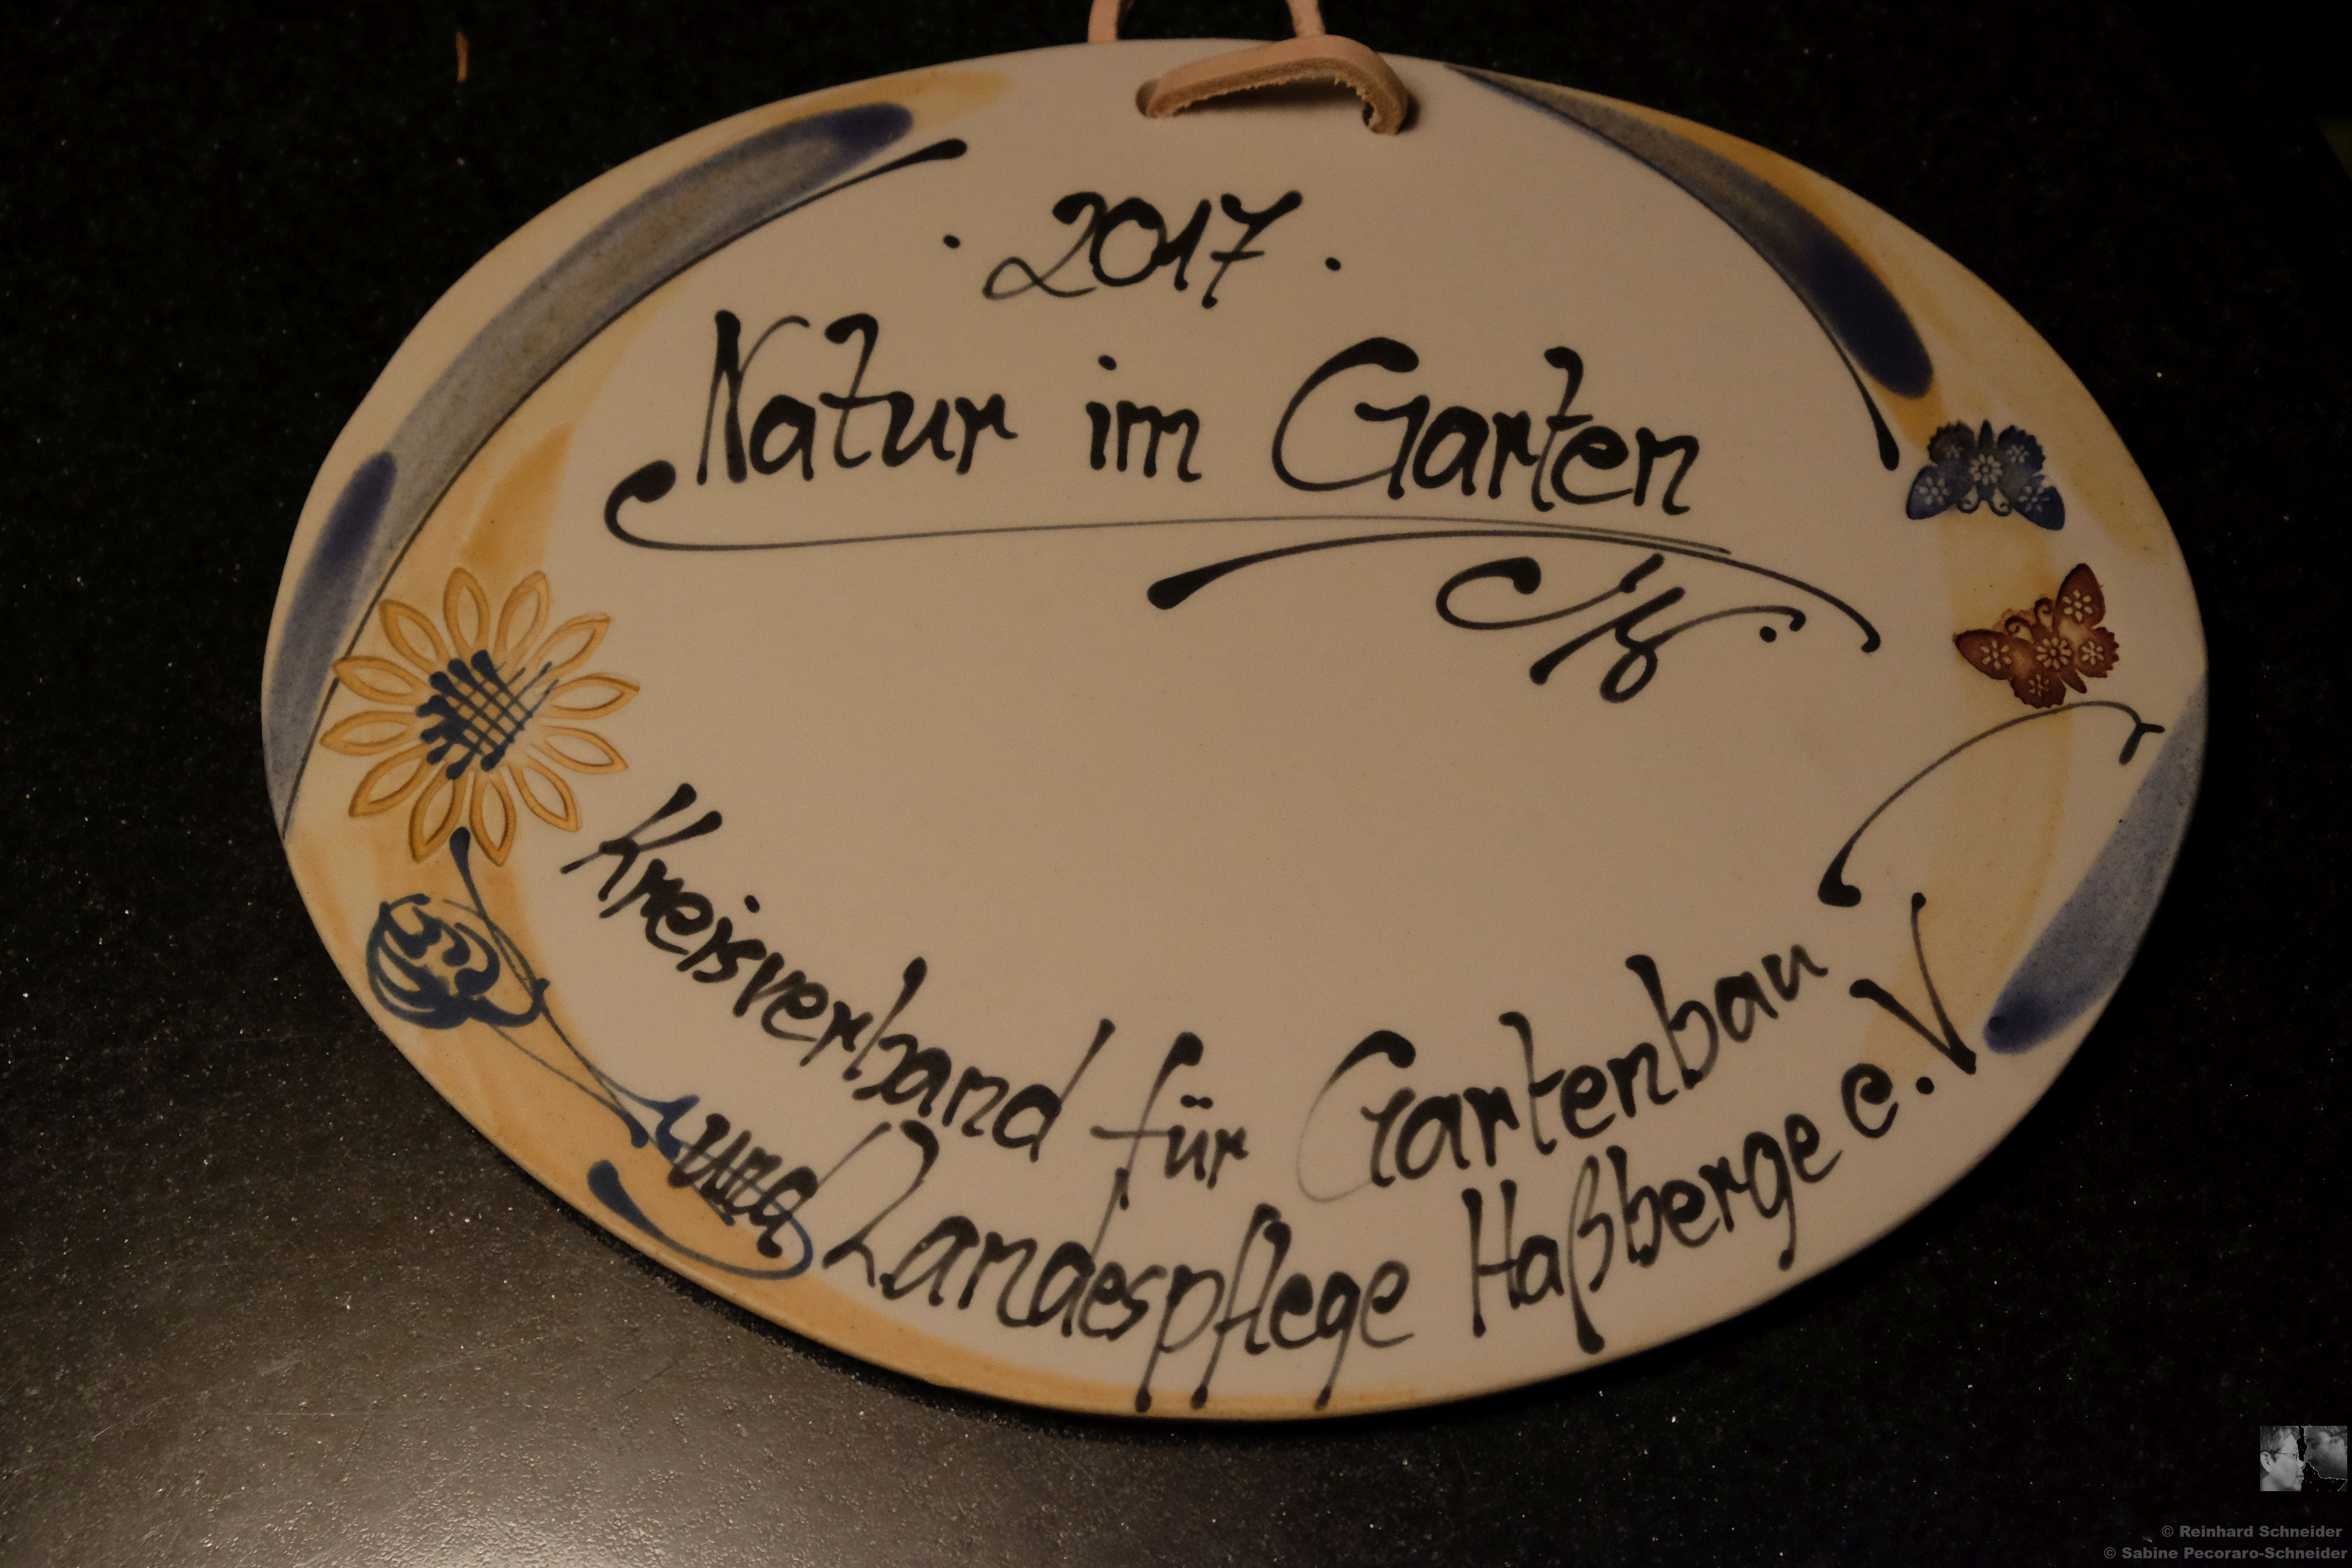 · 2017 ·
Natur im Garten
Kreisverband für Gartenbau
und Landespflege Haßberge e.V
© Reinhard Schneider
© Sabine Pecoraro-Schneider